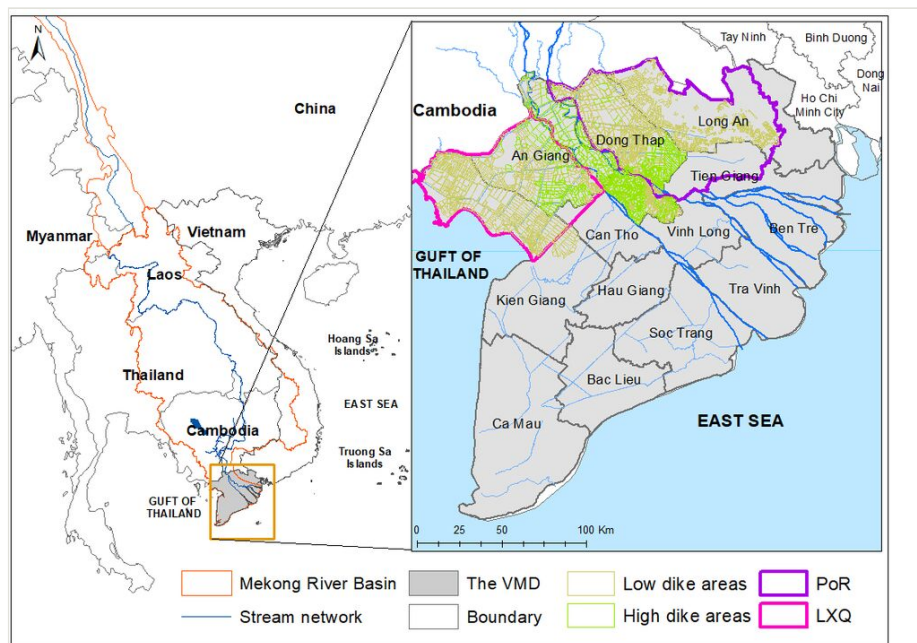 N
China
Myanmar
Vietnam
Laos
Thailand
Cambodia
Hoang Sa
Islands
EAST SEA
Truong Sa
Islands
GUFT OF
THAILAND
Tay Ninh
Binh Duong
Dong
Nai
Ho Chi
Minh City
Cambodia
Long An
Dong Thap
An Giang
Tien Giang
Ben Tre
Can Tho
Vinh Long
GUFT OF
THAILAND
Kien Giang
Hau Giang
Tra Vinh
Soc Trang
Bac Lieu
Ca Mau
EAST SEA
0 25 50 100 Km
Mekong River Basin
The VMD
Low dike areas
PoR
Stream network
Boundary
High dike areas
LXQ